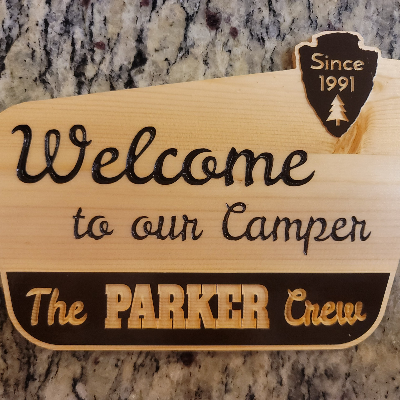 Since
1991
Welcome
to our Camper
The PARKER Crew